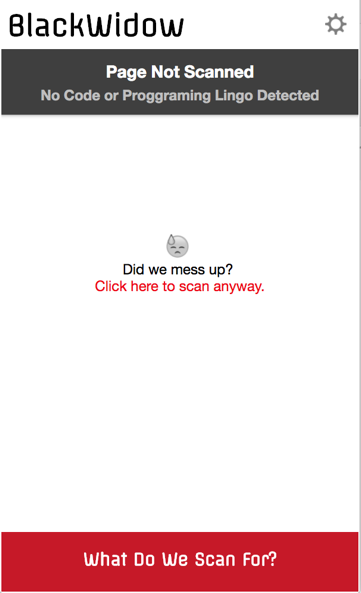 BlackWidow
Page Not Scanned
No Code or Proggraming Lingo Detected
Did we mess up?
Click here to scan anyway.
What Do We Scan For?